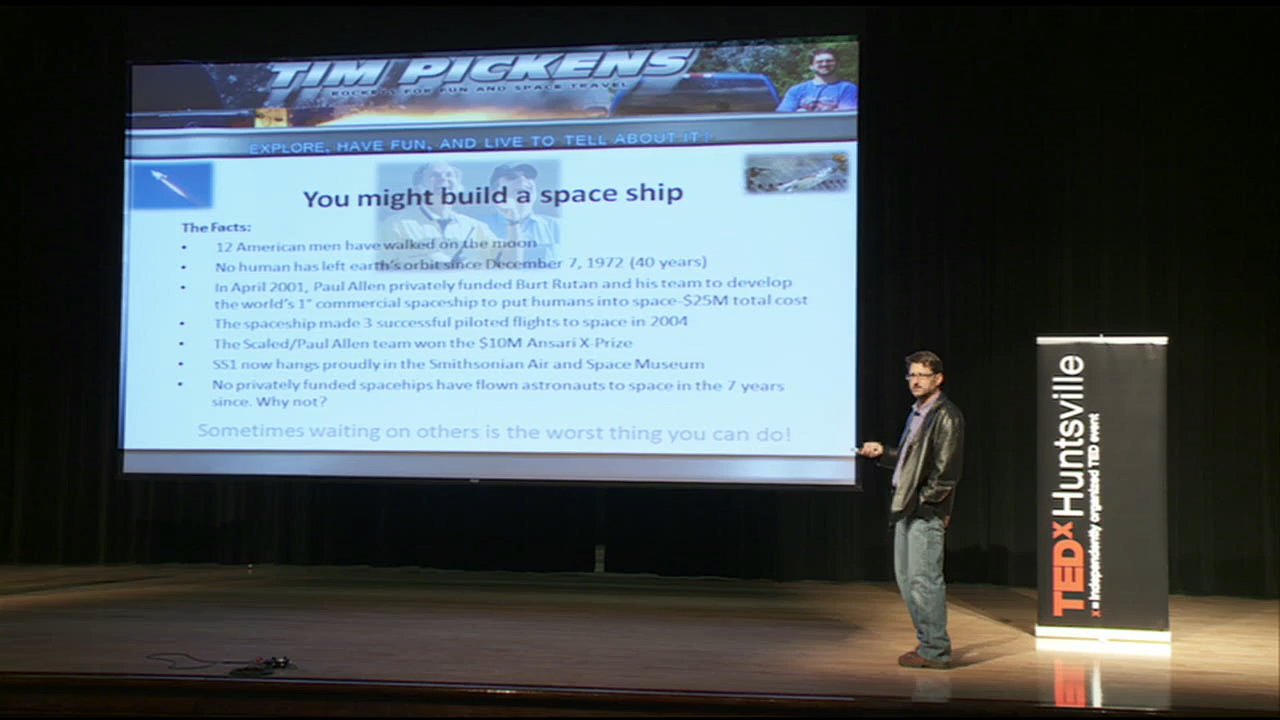 TIM PICKENS
ROCKETS FOR FUN AND SPACE TRAVEL
EXPLORE, HAVE FUN, AND LIVE TO TELL ABOUT IT!
You might build a space ship
The Facts:
• 12 American men have walked on the moon
• No human has left earth's orbit since December 7, 1972 (40 years)
• In April 2001, Paul Allen privately funded Burt Rutan and his team to develop
the world's 1st commercial spaceship to put humans into space-$25M total cost
• The spaceship made 3 successful piloted flights to space in 2004
• The Scaled/Paul Allen team won the $10M Ansari X-Prize
• SS1 now hangs proudly in the Smithsonian Air and Space Museum
• No privately funded spacehips have flown astronauts to space in the 7 years
since. Why not?
Sometimes waiting on others is the worst thing you can do!
TEDx Huntsville
x = independently organized TED event